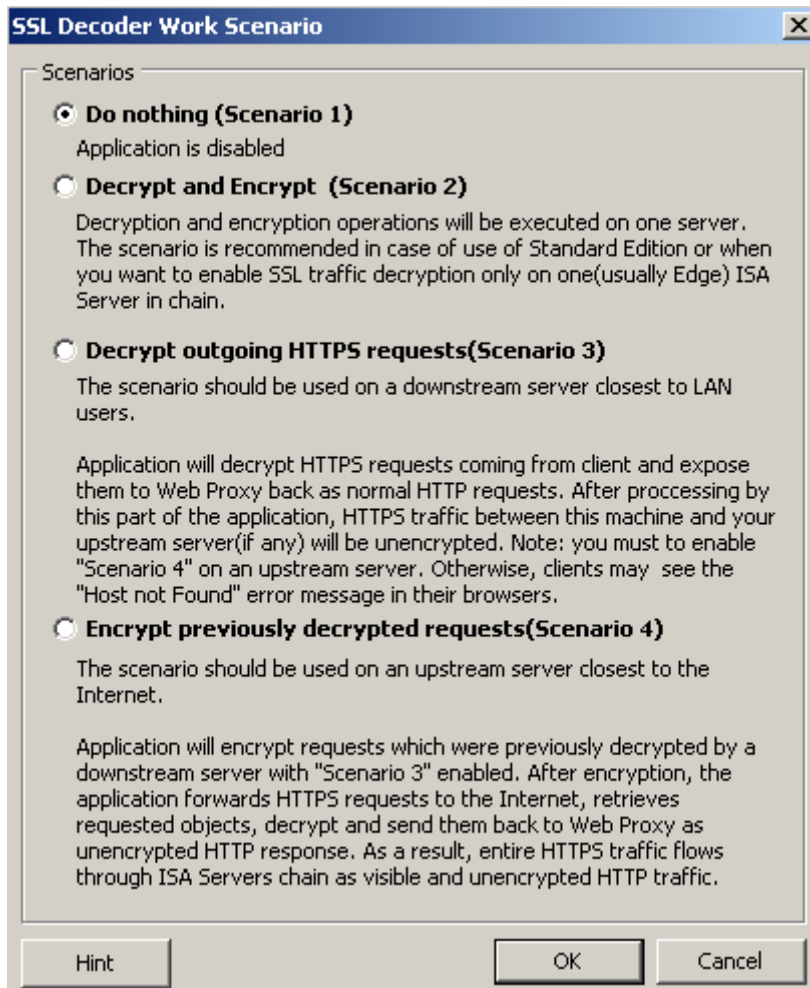 SSL Decoder Work Scenario
Scenarios
Do nothing (Scenario 1)
Application is disabled
Decrypt and Encrypt  (Scenario 2)
Decryption and encryption operations will be executed on one server.
The scenario is recommended in case of use of Standard Edition or when
you want to enable SSL traffic decryption only on one(usually Edge) ISA
Server in chain.
Decrypt outgoing HTTPS requests(Scenario 3)
The scenario should be used on a downstream server closest to LAN
users.
Application will decrypt HTTPS requests coming from client and expose
them to Web Proxy back as normal HTTP requests. After proccessing by
this part of the application, HTTPS traffic between this machine and your
upstream server(if any) will be unencrypted. Note: you must to enable
"Scenario 4" on an upstream server. Otherwise, clients may  see the
"Host not Found" error message in their browsers.
Encrypt previously decrypted requests(Scenario 4)
The scenario should be used on an upstream server closest to the
Internet.
Application will encrypt requests which were previously decrypted by a
downstream server with "Scenario 3" enabled. After encryption, the
application forwards HTTPS requests to the Internet, retrieves
requested objects, decrypt and send them back to Web Proxy as
unencrypted HTTP response. As a result, entire HTTPS traffic flows
through ISA Servers chain as visible and unencrypted HTTP traffic.
Hint
OK
Cancel